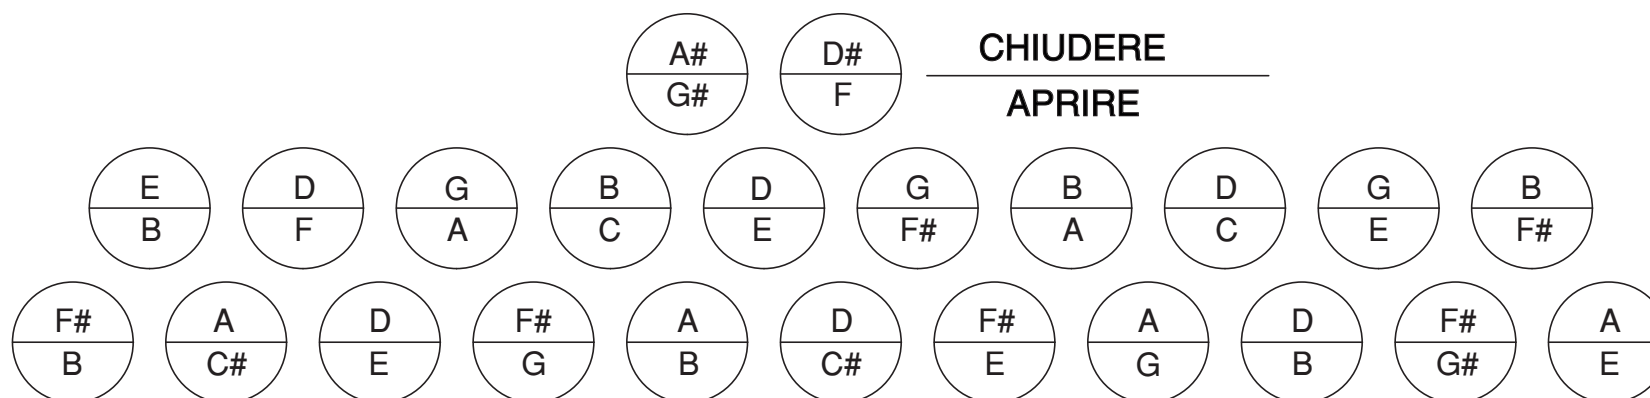 A# D# CHIUDERE
G# F APRIRE
E D G B D G B D G B
B F A C E F# A C E F#
F# A D F# A D F# A D F# A
B C# E G B C# E G B G# E